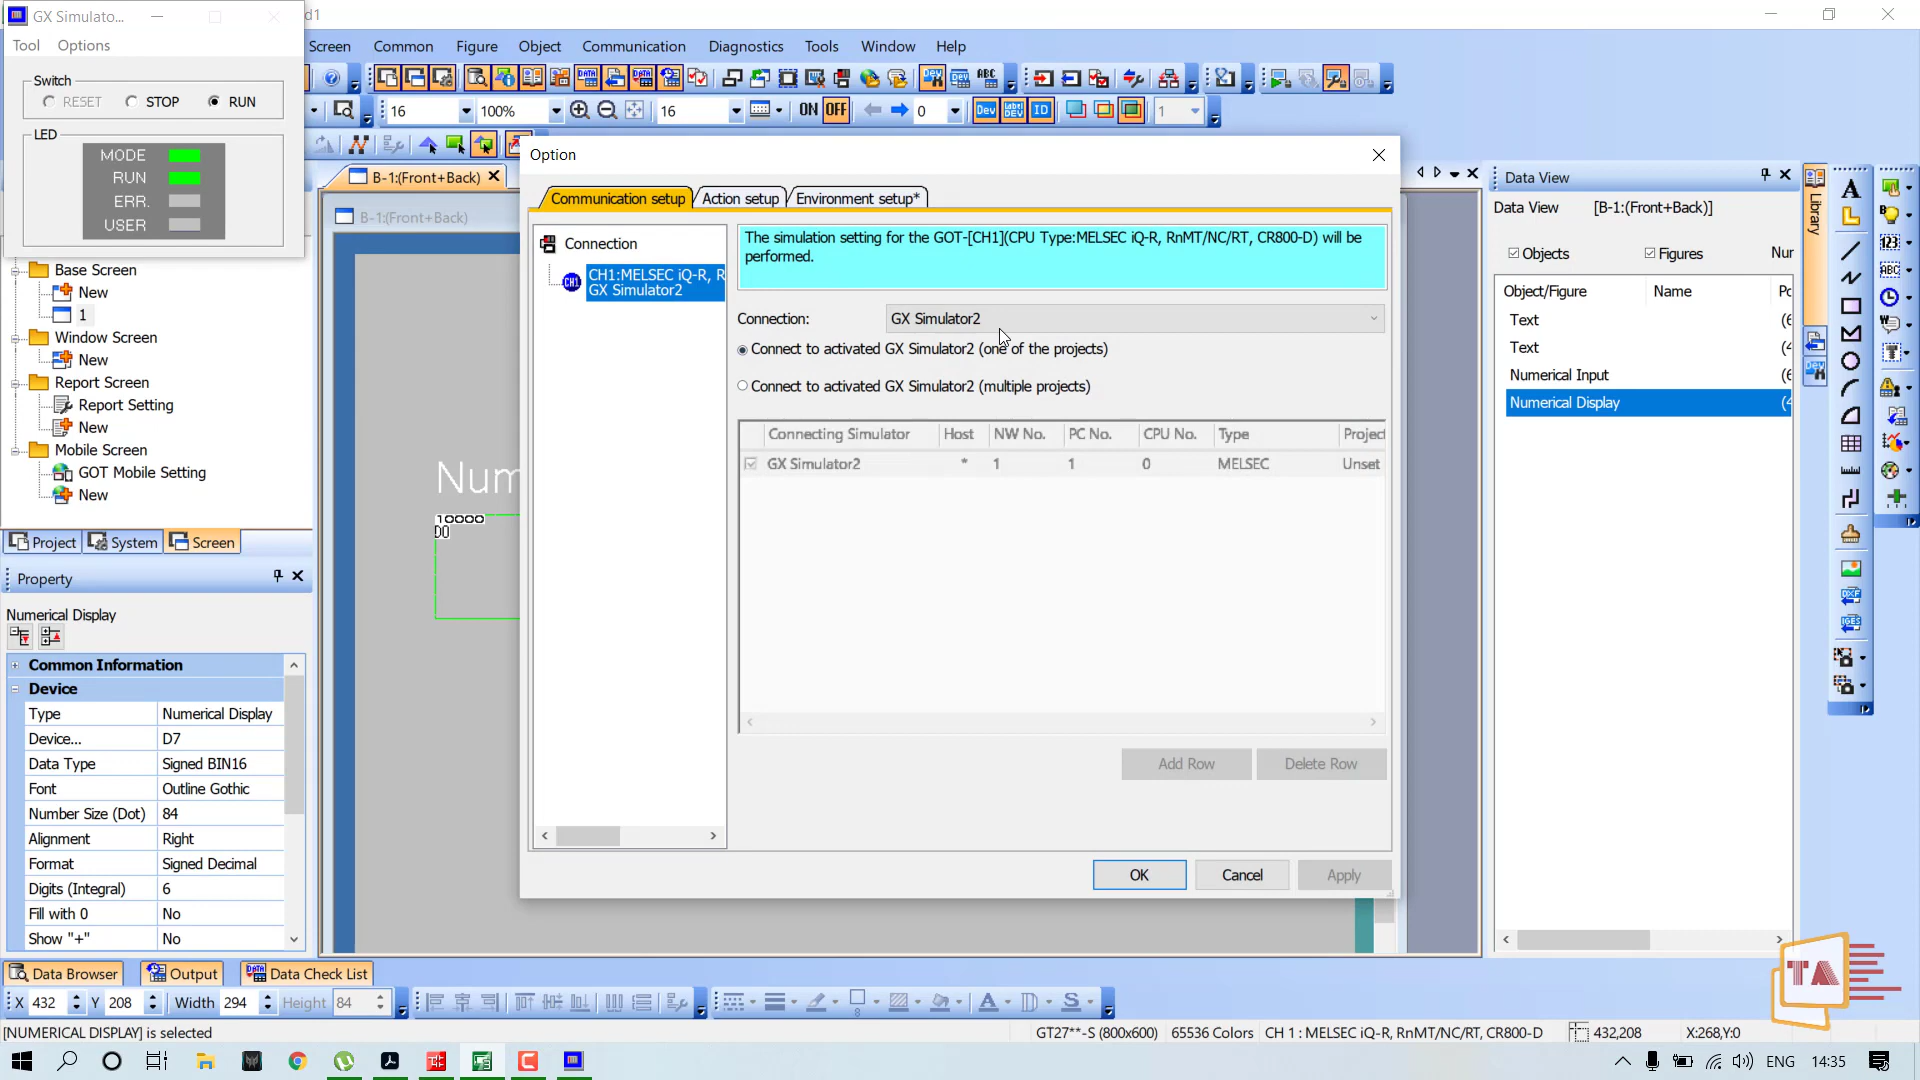 GX Simulato...
d1
Tool Options
Screen Common Figure Object Communication Diagnostics Tools Window Help
Switch
RESET STOP RUN
16 100% 16 ON OFF 0 Dev ID 1
LED
MODE
RUN
ERR.
USER
B-1:(Front+Back)
B-1:(Front+Back)
Base Screen
New
1
Window Screen
New
Report Screen
Report Setting
New
Mobile Screen
GOT Mobile Setting
New
Project System Screen
Property
Numerical Display
Common Information
Device
Type Numerical Display
Device... D7
Data Type Signed BIN16
Font Outline Gothic
Number Size (Dot) 84
Alignment Right
Format Signed Decimal
Digits (Integral) 6
Fill with 0 No
Show "+" No
Num
10000
D0
Option
Communication setup Action setup Environment setup*
Connection
CH1:MELSEC iQ-R, R
GX Simulator2
The simulation setting for the GOT-[CH1](CPU Type:MELSEC iQ-R, RnMT/NC/RT, CR800-D) will be
performed.
Connection: GX Simulator2
Connect to activated GX Simulator2 (one of the projects)
Connect to activated GX Simulator2 (multiple projects)
Connecting Simulator Host NW No. PC No. CPU No. Type Project
GX Simulator2 * 1 1 0 MELSEC Unset
Add Row Delete Row
OK Cancel Apply
Data View
Data View [B-1:(Front+Back)]
Objects Figures Nur
Object/Figure Name Pc
Text (6
Text (4
Numerical Input (6
Numerical Display (4
Library
TA
Data Browser Output Data Check List
X 432 Y 208 Width 294 Height 84
[NUMERICAL DISPLAY] is selected
GT27**-S (800x600) 65536 Colors CH 1 : MELSEC iQ-R, RnMT/NC/RT, CR800-D 432,208 X:268,Y:0
ENG 14:35